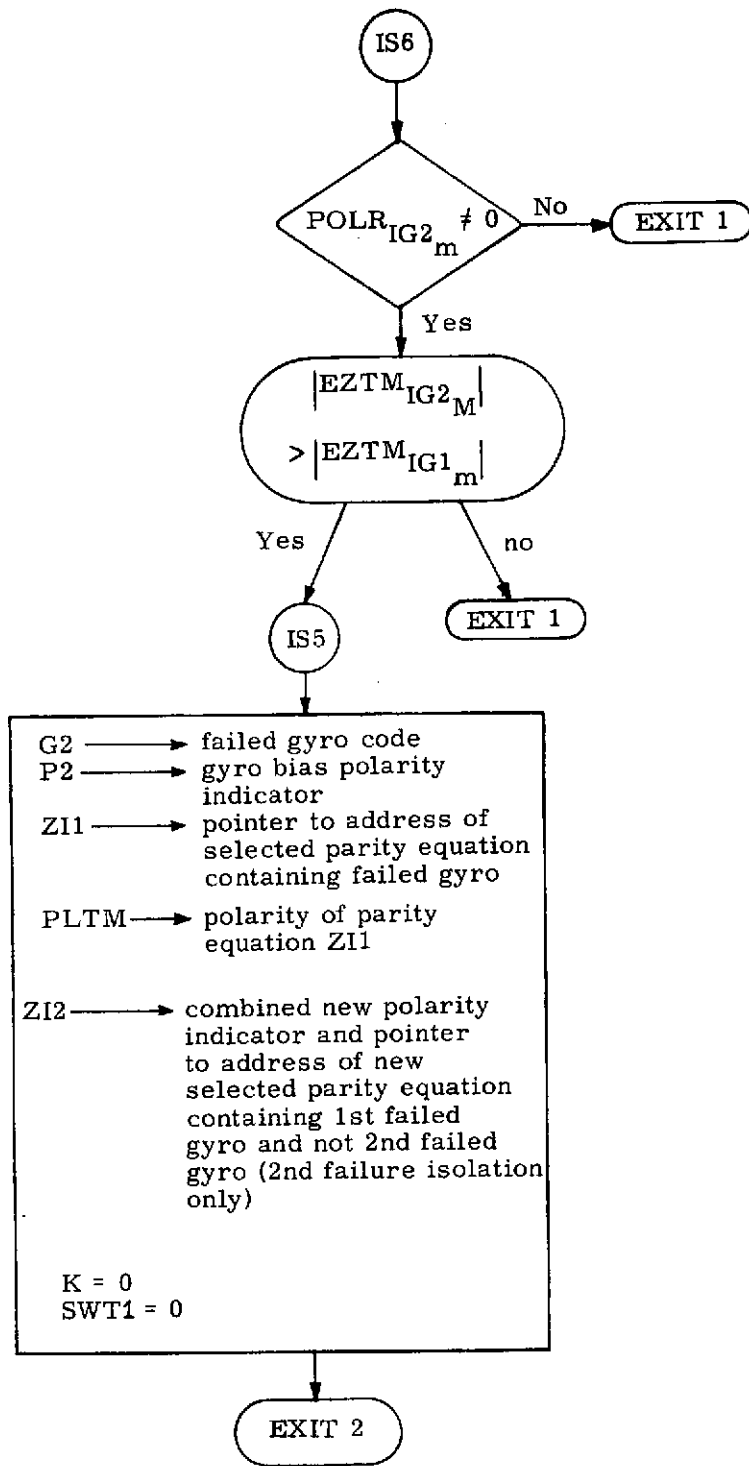 IS6
POLR_IG2_m ≠ 0
No
EXIT 1
Yes
|EZTM_IG2_M|
> |EZTM_IG1_m|
Yes
no
IS5
EXIT 1
G2 → failed gyro code
P2 → gyro bias polarity
indicator
ZI1 → pointer to address of
selected parity equation
containing failed gyro
PLTM → polarity of parity
equation ZI1
ZI2 → combined new polarity
indicator and pointer
to address of new
selected parity equation
containing 1st failed
gyro and not 2nd failed
gyro (2nd failure isolation
only)
K = 0
SWT1 = 0
EXIT 2